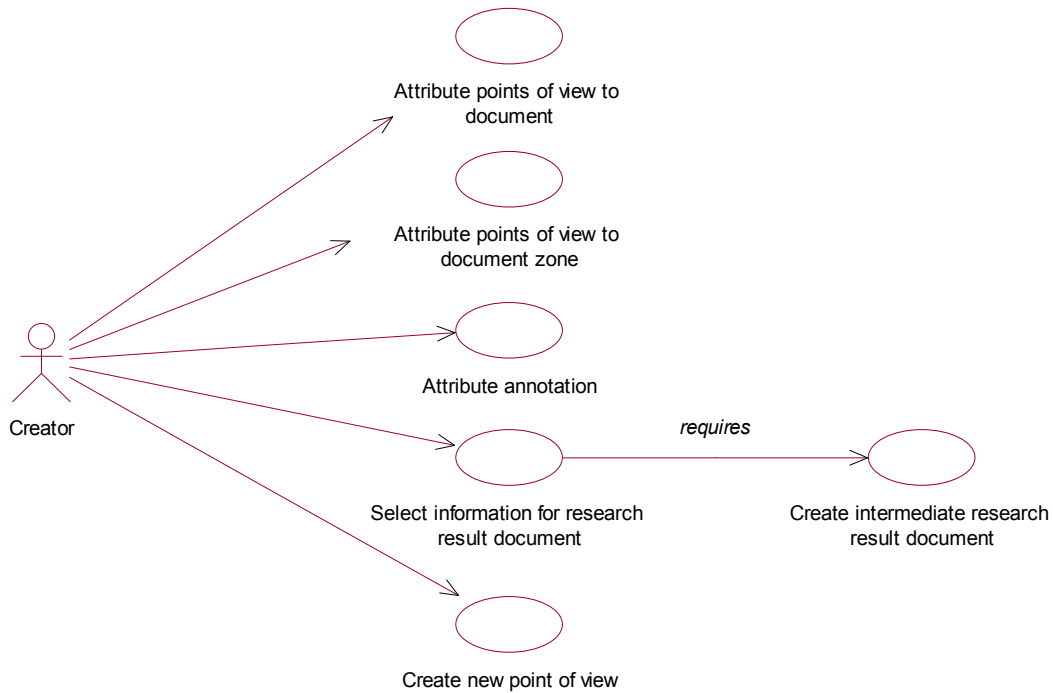 Attribute points of view to
document
Attribute points of view to
document zone
Attribute annotation
Creator
requires
Select information for research
result document
Create intermediate research
result document
Create new point of view